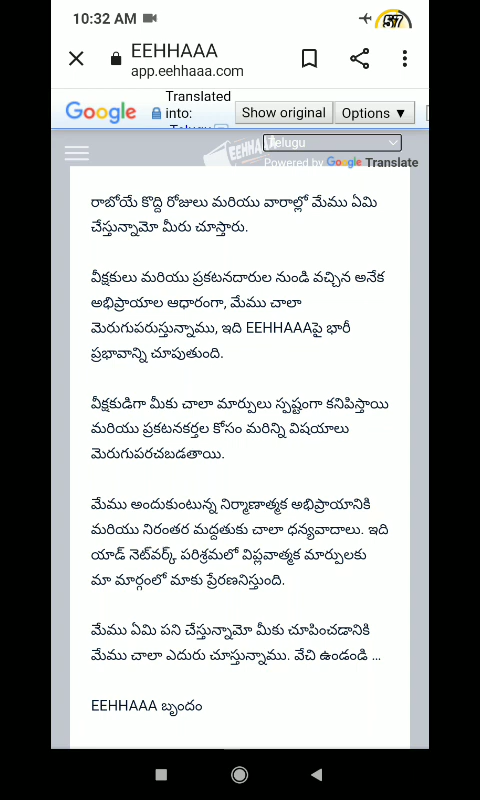 10:32 AM
57
EEHHAAA
app.eehhaaa.com
Google
Translated
into:
Show original
Options ▼
EEHHAAA
Telugu
Powered by Google Translate
రాబోయే కొద్ది రోజులు మరియు వారాల్లో మేము ఏమి
చేస్తున్నామో మీరు చూస్తారు.
వీక్షకులు మరియు ప్రకటనదారుల నుండి వచ్చిన అనేక
అభిప్రాయాల ఆధారంగా, మేము చాలా
మెరుగుపరుస్తున్నాము, ఇది EEHHAAAపై భారీ
ప్రభావాన్ని చూపుతుంది.
వీక్షకుడిగా మీకు చాలా మార్పులు స్పష్టంగా కనిపిస్తాయి
మరియు ప్రకటనకర్తల కోసం మరిన్ని విషయాలు
మెరుగుపరచబడతాయి.
మేము అందుకుంటున్న నిర్మాణాత్మక అభిప్రాయానికి
మరియు నిరంతర మద్దతుకు చాలా ధన్యవాదాలు. ఇది
యాడ్ నెట్‌వర్క్ పరిశ్రమలో విప్లవాత్మక మార్పులకు
మా మార్గంలో మాకు ప్రేరణనిస్తుంది.
మేము ఏమి పని చేస్తున్నామో మీకు చూపించడానికి
మేము చాలా ఎదురు చూస్తున్నాము. వేచి ఉండండి ...
EEHHAAA బృందం